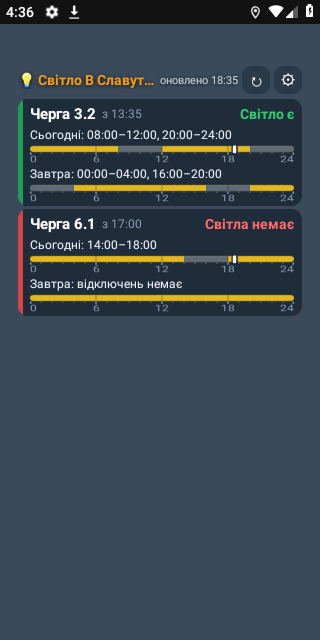 4:36
Світло В Славут… оновлено 18:35
Черга 3.2 з 13:35 Світло є
Сьогодні: 08:00–12:00, 20:00–24:00
0 6 12 18 24
Завтра: 00:00–04:00, 16:00–20:00
0 6 12 18 24
Черга 6.1 з 17:00 Світла немає
Сьогодні: 14:00–18:00
0 6 12 18 24
Завтра: відключень немає
0 6 12 18 24